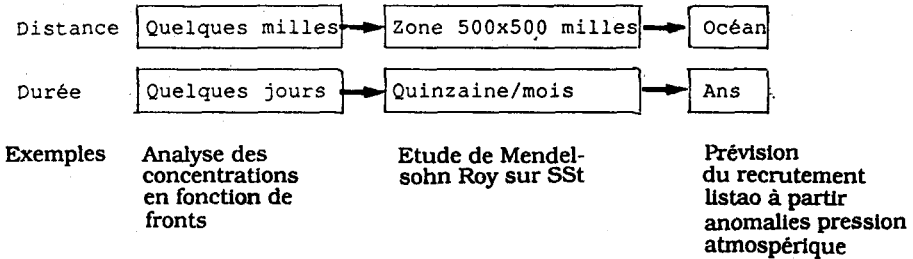 Distance Quelques milles Zone 500x500 milles Océan
Durée Quelques jours Quinzaine/mois Ans
Exemples Analyse des Etude de Mendel- Prévision
concentrations sohn Roy sur SSt du recrutement
en fonction de listao à partir
fronts anomalies pression
atmospérique